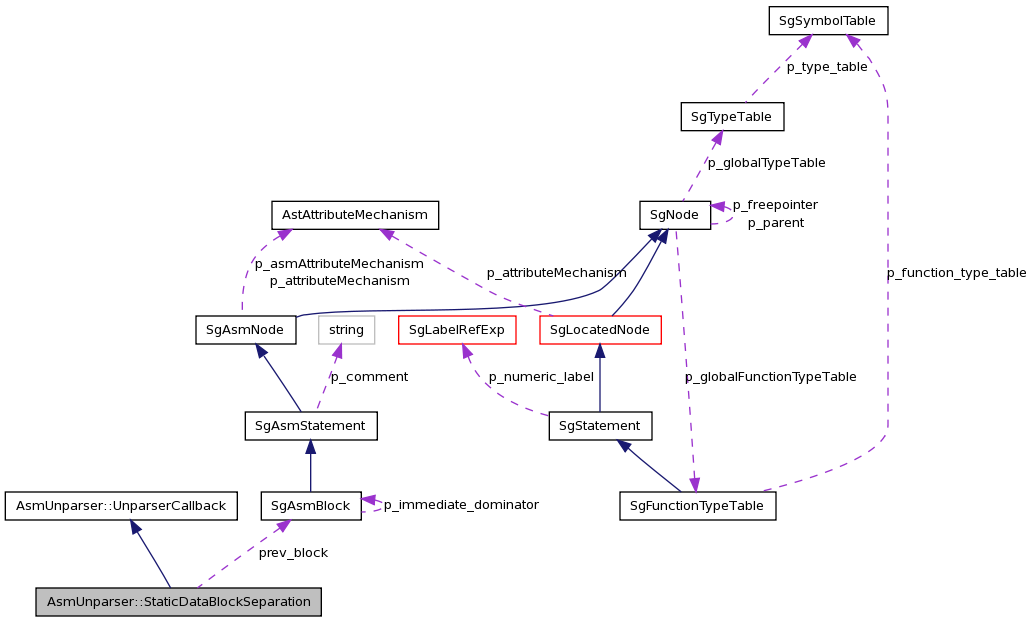 SgSymbolTable
p_type_table
SgTypeTable
p_globalTypeTable
AstAttributeMechanism
SgNode
p_freepointer
p_parent
p_asmAttributeMechanism
p_attributeMechanism
p_attributeMechanism
p_function_type_table
SgAsmNode
string
SgLabelRefExp
SgLocatedNode
p_comment
p_numeric_label
p_globalFunctionTypeTable
SgAsmStatement
SgStatement
AsmUnparser::UnparserCallback
SgAsmBlock
p_immediate_dominator
SgFunctionTypeTable
prev_block
AsmUnparser::StaticDataBlockSeparation